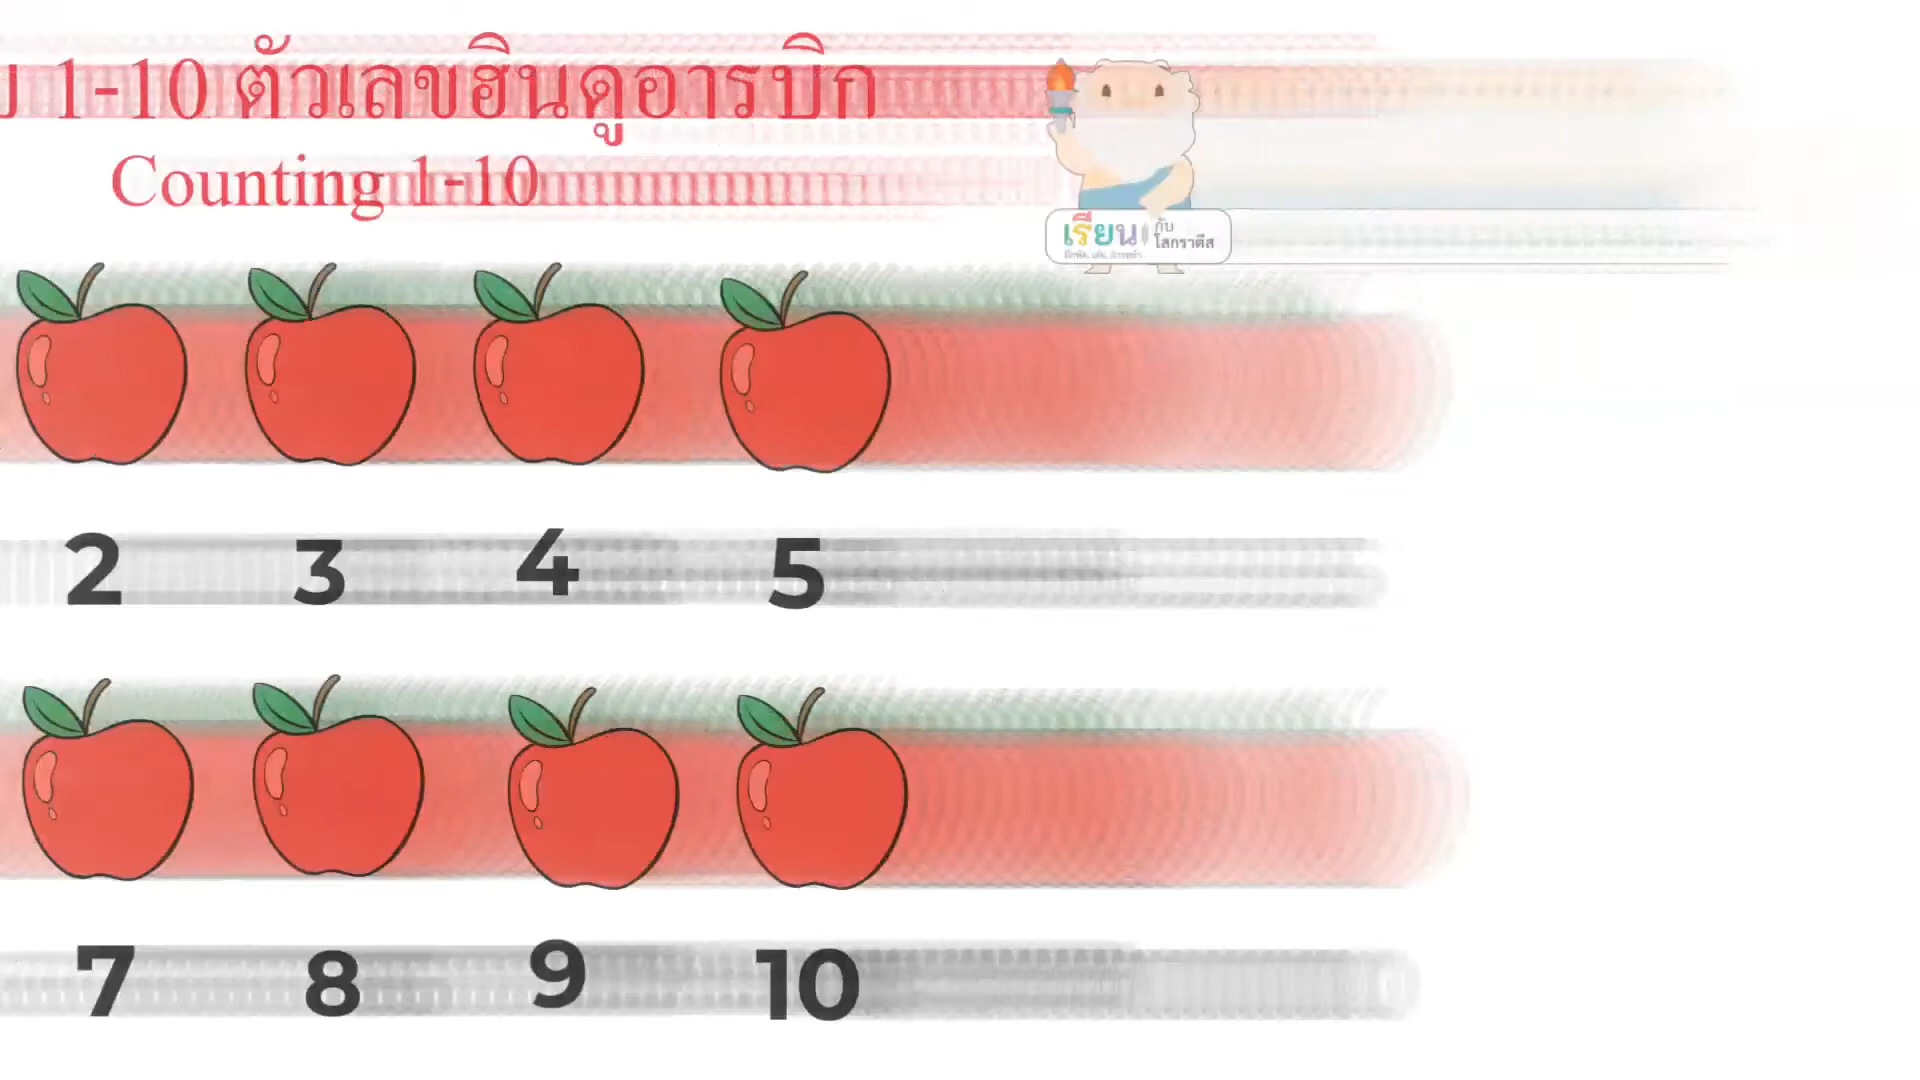 1-10 ตัวเลขฮินดูอารบิก
Counting 1-10
เรียน กับ
โสกราตีส
2 3 4 5
7 8 9 10